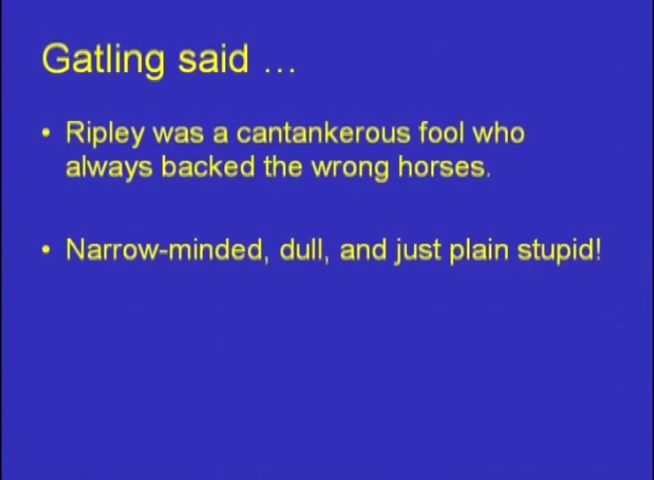 Gatling said …
• Ripley was a cantankerous fool who
always backed the wrong horses.
• Narrow-minded, dull, and just plain stupid!